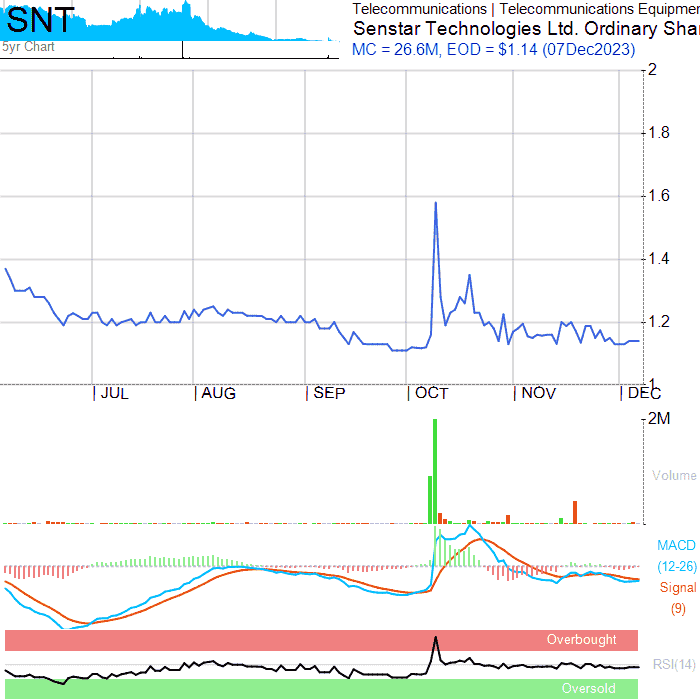 SNT
5yr Chart
Telecommunications | Telecommunications Equipmen
Senstar Technologies Ltd. Ordinary Shar
MC = 26.6M, EOD = $1.14 (07Dec2023)
2
1.8
1.6
1.4
1.2
1
JUL AUG SEP OCT NOV DEC
2M
Volume
MACD
(12-26)
Signal
(9)
Overbought
RSI(14)
Oversold